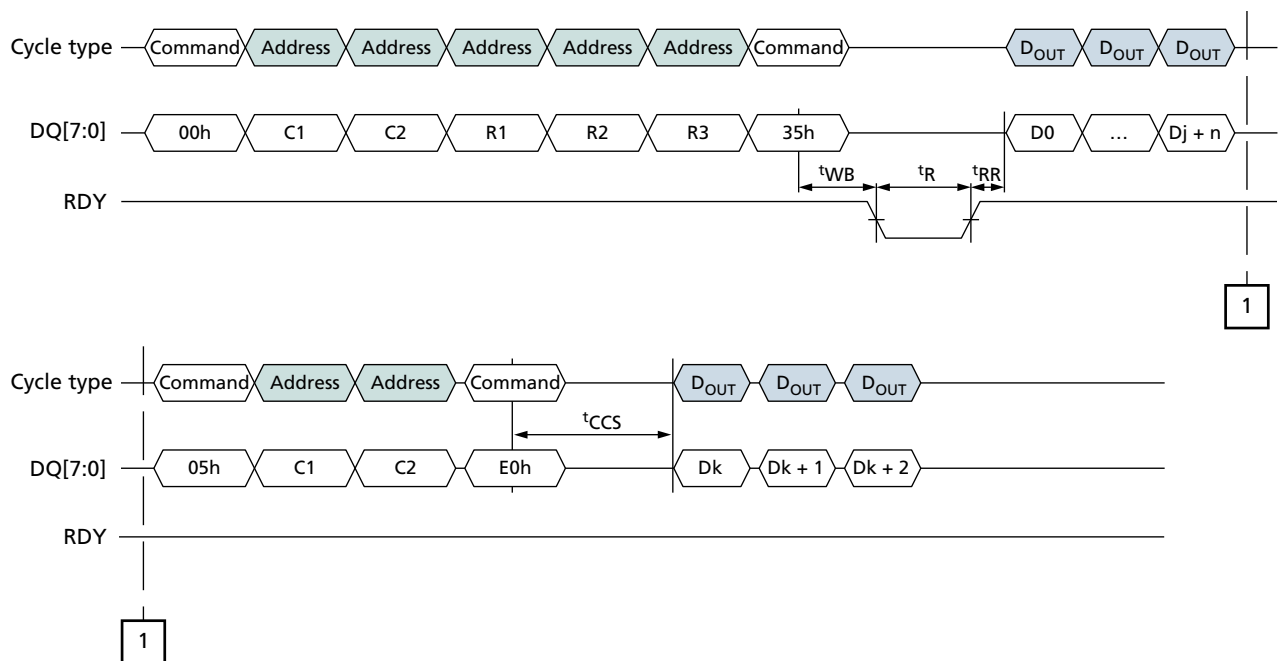 Cycle type Command Address Address Address Address Address Command DOUT DOUT DOUT
DQ[7:0] 00h C1 C2 R1 R2 R3 35h D0 … Dj + n
tWB tR tRR
RDY
1
Cycle type Command Address Address Command DOUT DOUT DOUT
tCCS
DQ[7:0] 05h C1 C2 E0h Dk Dk + 1 Dk + 2
RDY
1